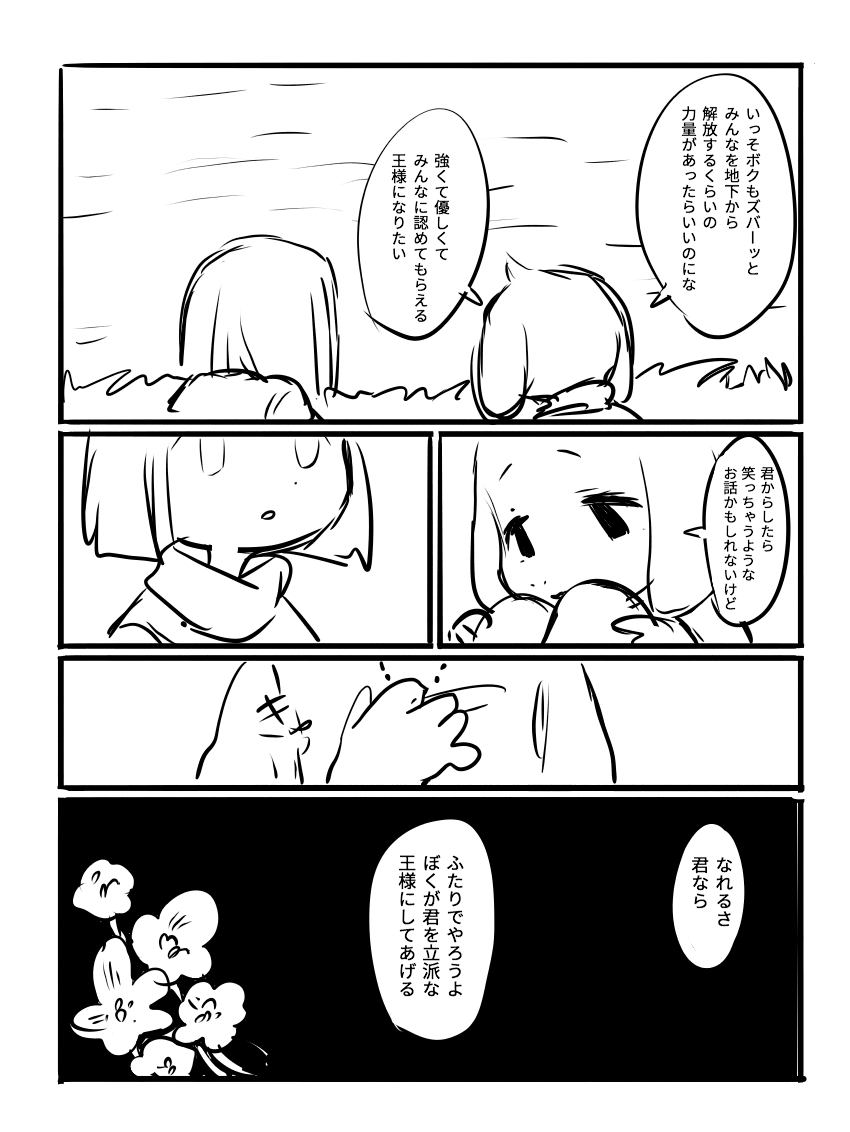 いっそボクもズバーッと
みんなを地下から
解放するくらいの
力量があったらいいのにな
強くて優しくて
みんなに認めてもらえる
王様になりたい
君からしたら
笑っちゃうような
お話かもしれないけど
なれるさ
君なら
ふたりでやろうよ
ぼくが君を立派な
王様にしてあげる